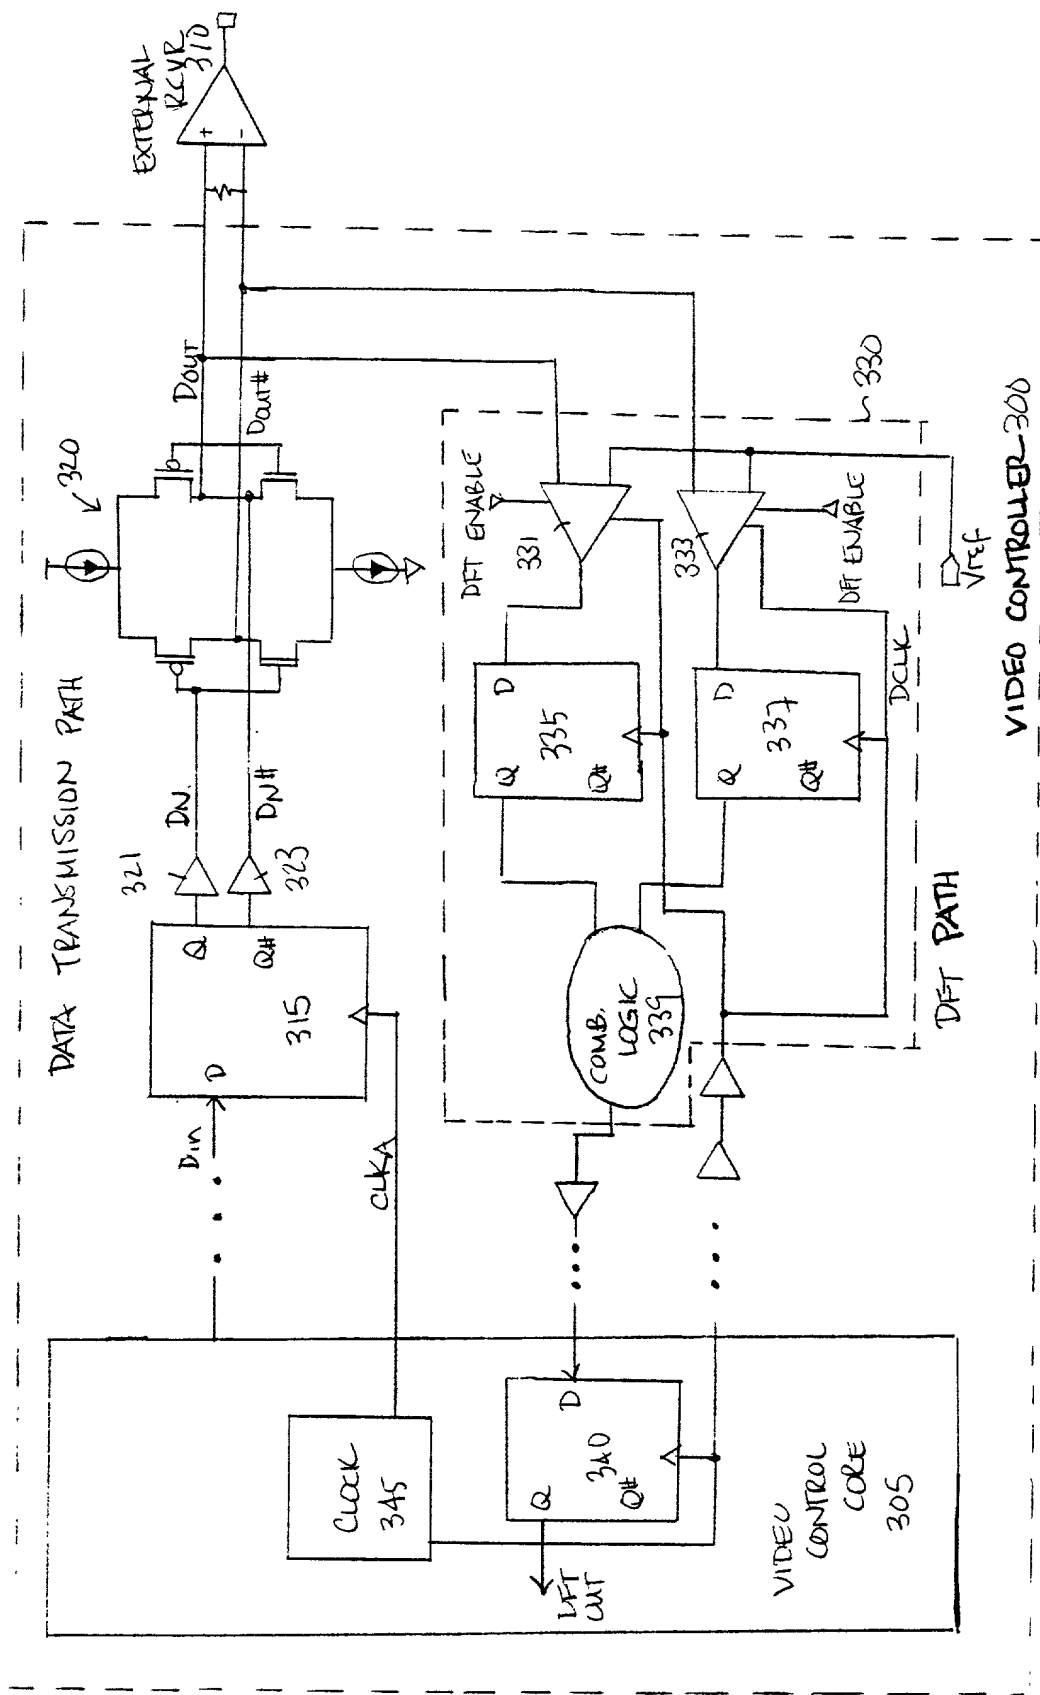 EXTERNAL
RCVR
310
+
-
DATA TRANSMISSION PATH
320
DOUT
DOUT#
321
DN
DN#
323
Q
Q#
315
D
Din
CLKA
330
DFT ENABLE
331
333
DFT ENABLE
Vref
D
335
Q
Q#
D
337
Q
Q#
DCLK
COMB.
LOGIC
339
DFT PATH
CLOCK
345
D
340
Q
Q#
DFT
OUT
VIDEO
CONTROL
CORE
305
VIDEO CONTROLLER 300